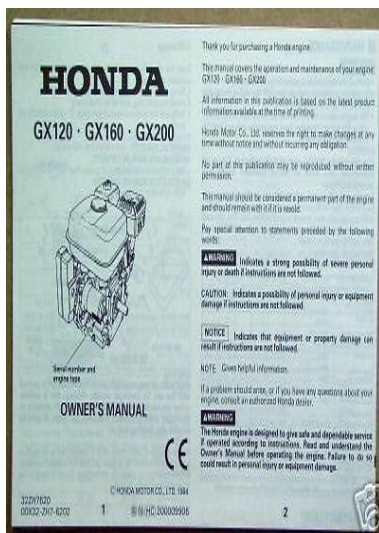 HONDA
GX120 · GX160 · GX200
Serial number and
engine type
OWNER'S MANUAL
CE
© HONDA MOTOR CO., LTD. 1994
32ZH7620
00X32-ZH7-6202
1
Thank you for purchasing a Honda engine.
This manual covers the operation and maintenance of your engine:
GX120 · GX160 · GX200
All information in this publication is based on the latest product
information available at the time of printing.
Honda Motor Co., Ltd. reserves the right to make changes at any
time without notice and without incurring any obligation.
No part of this publication may be reproduced without written
permission.
This manual should be considered a permanent part of the engine
and should remain with it if it is resold.
Pay special attention to statements preceded by the following
words:
WARNING Indicates a strong possibility of severe personal
injury or death if instructions are not followed.
CAUTION: Indicates a possibility of personal injury or equipment
damage if instructions are not followed.
NOTICE Indicates that equipment or property damage can
result if instructions are not followed.
NOTE Gives helpful information.
If a problem should arise, or if you have any questions about your
engine, consult an authorized Honda dealer.
WARNING
The Honda engine is designed to give safe and dependable service
if operated according to instructions. Read and understand the
Owner's Manual before operating the engine. Failure to do so
could result in personal injury or equipment damage.
2